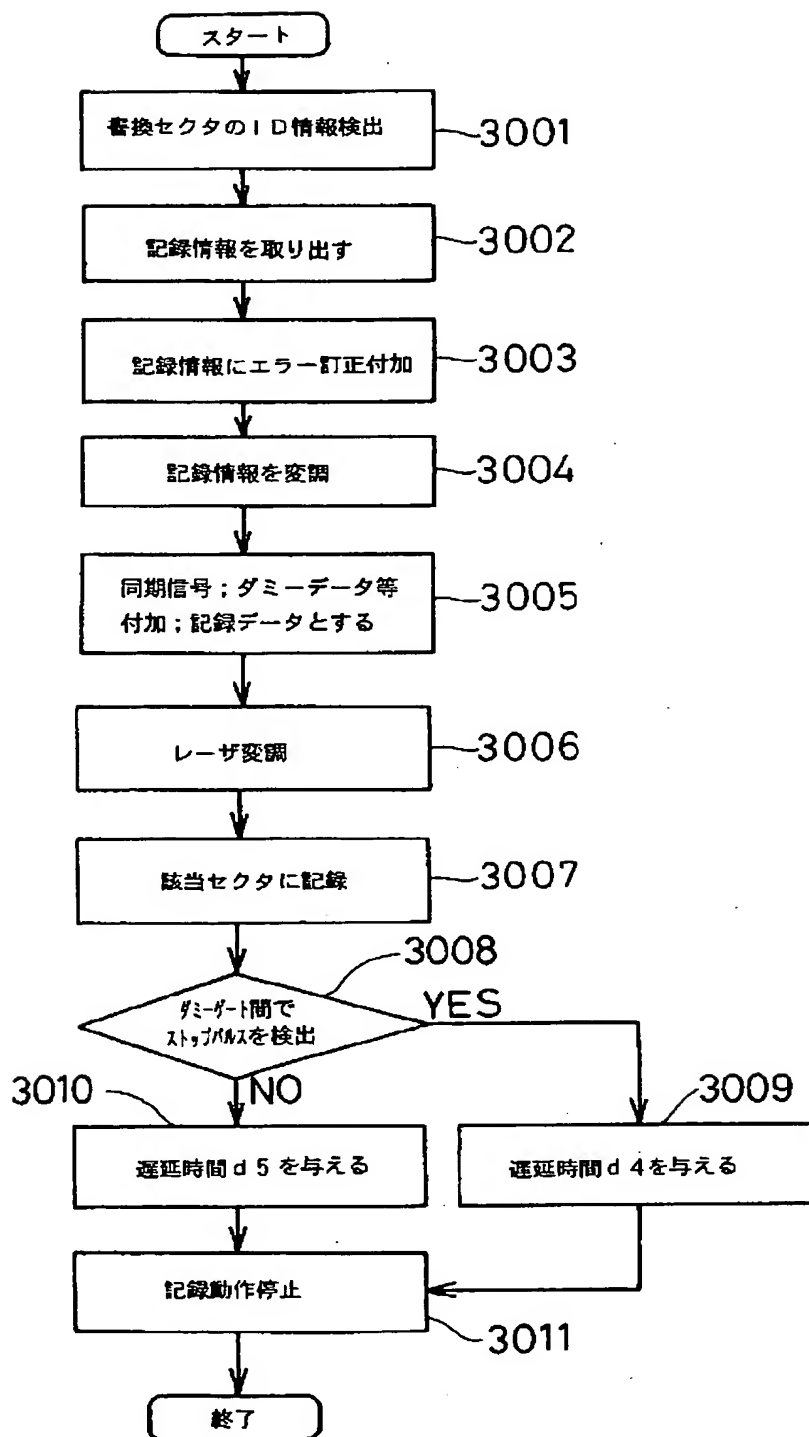 スタート
書換セクタのID情報検出
3001
記録情報を取り出す
3002
記録情報にエラー訂正付加
3003
記録情報を変調
3004
同期信号;ダミーデータ等
付加;記録データとする
3005
レーザ変調
3006
該当セクタに記録
3007
3008
ダミーゲート間で
ストップパルスを検出
YES
NO
3010
遅延時間d5を与える
3009
遅延時間d4を与える
記録動作停止
3011
終了